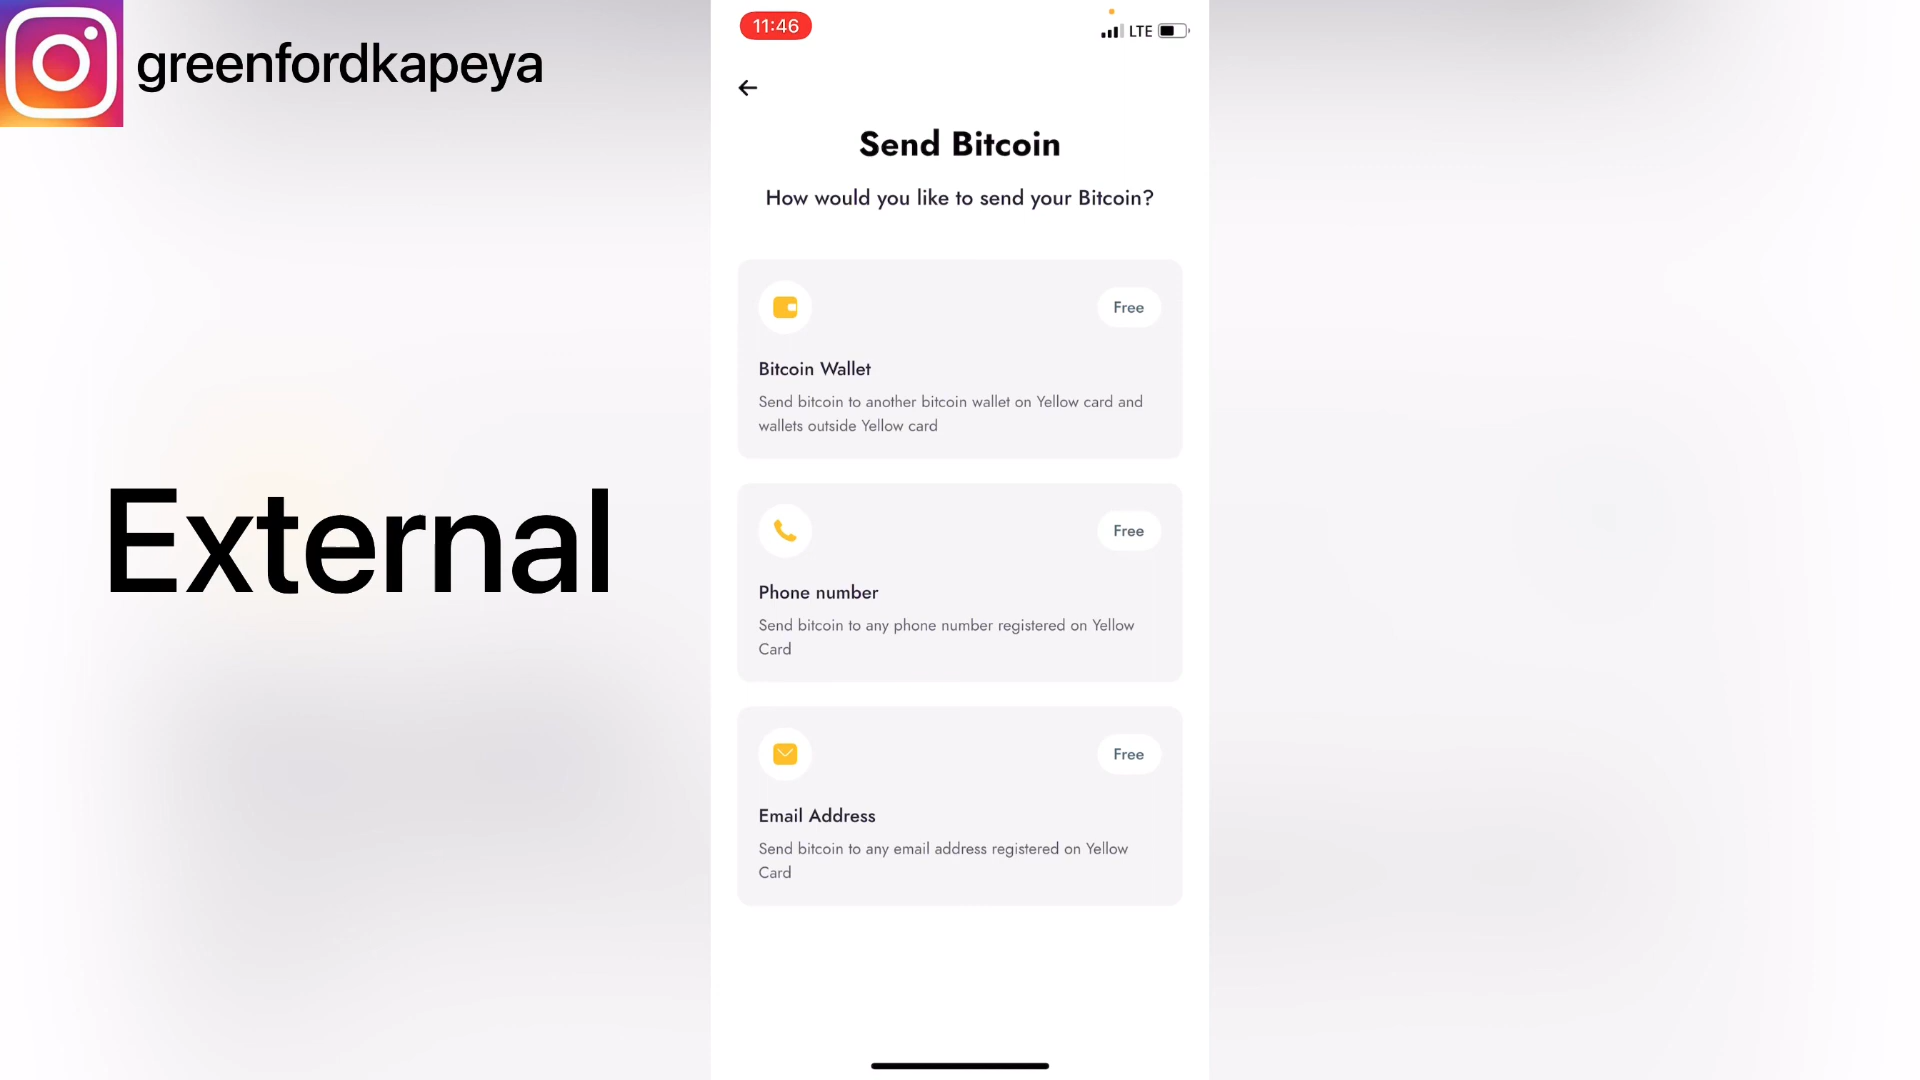 greenfordkapeya
External
11:46
LTE
Send Bitcoin
How would you like to send your Bitcoin?
Free
Bitcoin Wallet
Send bitcoin to another bitcoin wallet on Yellow card and
wallets outside Yellow card
Free
Phone number
Send bitcoin to any phone number registered on Yellow
Card
Free
Email Address
Send bitcoin to any email address registered on Yellow
Card